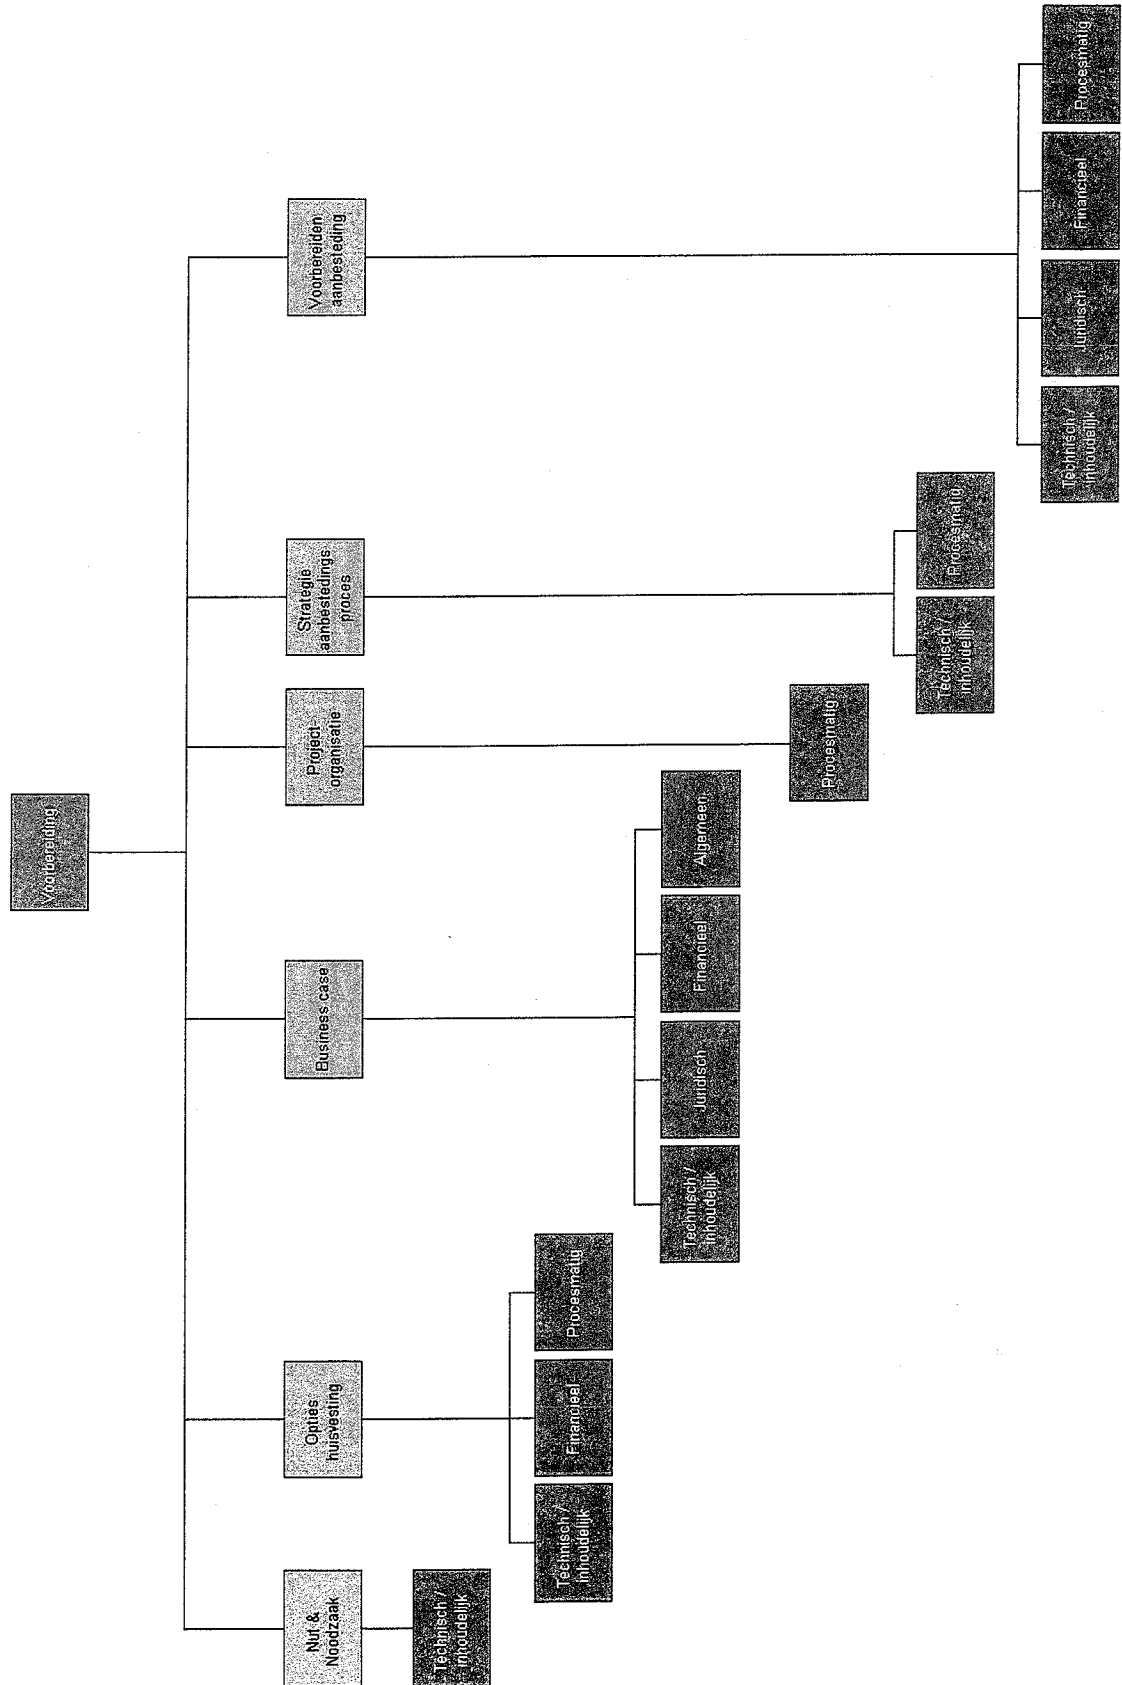 Voorbereiding
Nut &
Noodzaak
Opties
huisvesting
Business case
Project-
organisatie
Strategie
aanbestedings
proces
Voorbereiden
aanbesteding
Technisch /
inhoudelijk
Technisch /
inhoudelijk
Financieel
Procesmatig
Technisch /
inhoudelijk
Juridisch
Financieel
Algemeen
Procesmatig
Technisch /
inhoudelijk
Procesmatig
Technisch /
inhoudelijk
Juridisch
Financieel
Procesmatig